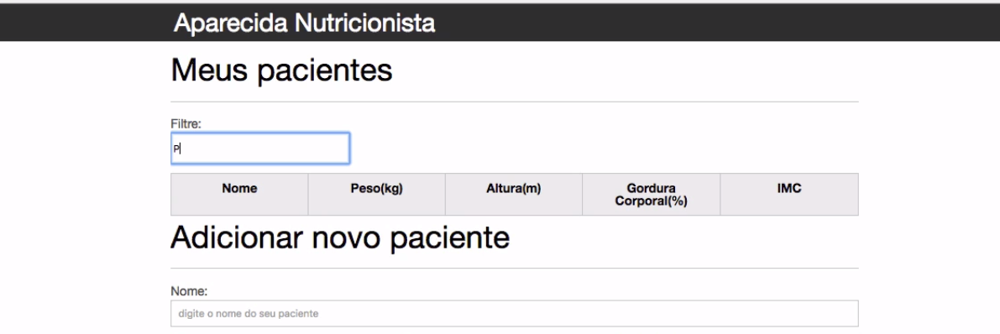 Aparecida Nutricionista
Meus pacientes
Filtre:
P
Nome Peso(kg) Altura(m) Gordura Corporal(%) IMC
Adicionar novo paciente
Nome:
digite o nome do seu paciente